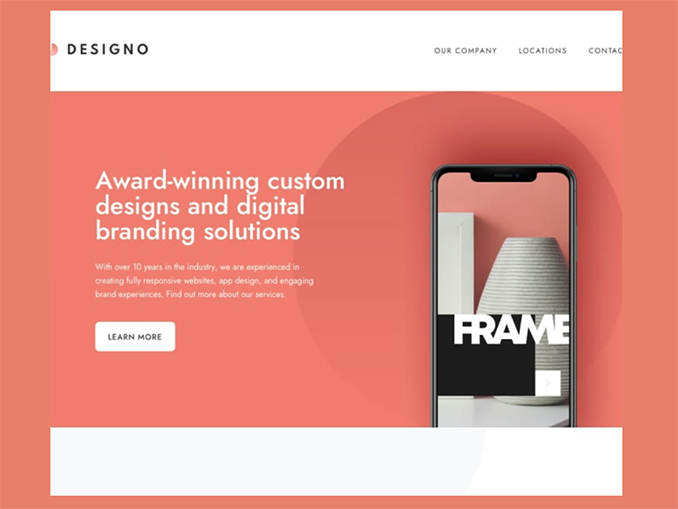 DESIGNO
OUR COMPANY LOCATIONS CONTAC
Award-winning custom
designs and digital
branding solutions
With over 10 years in the industry, we are experienced in
creating fully responsive websites, app design, and engaging
brand experiences. Find out more about our services.
LEARN MORE
FRAME